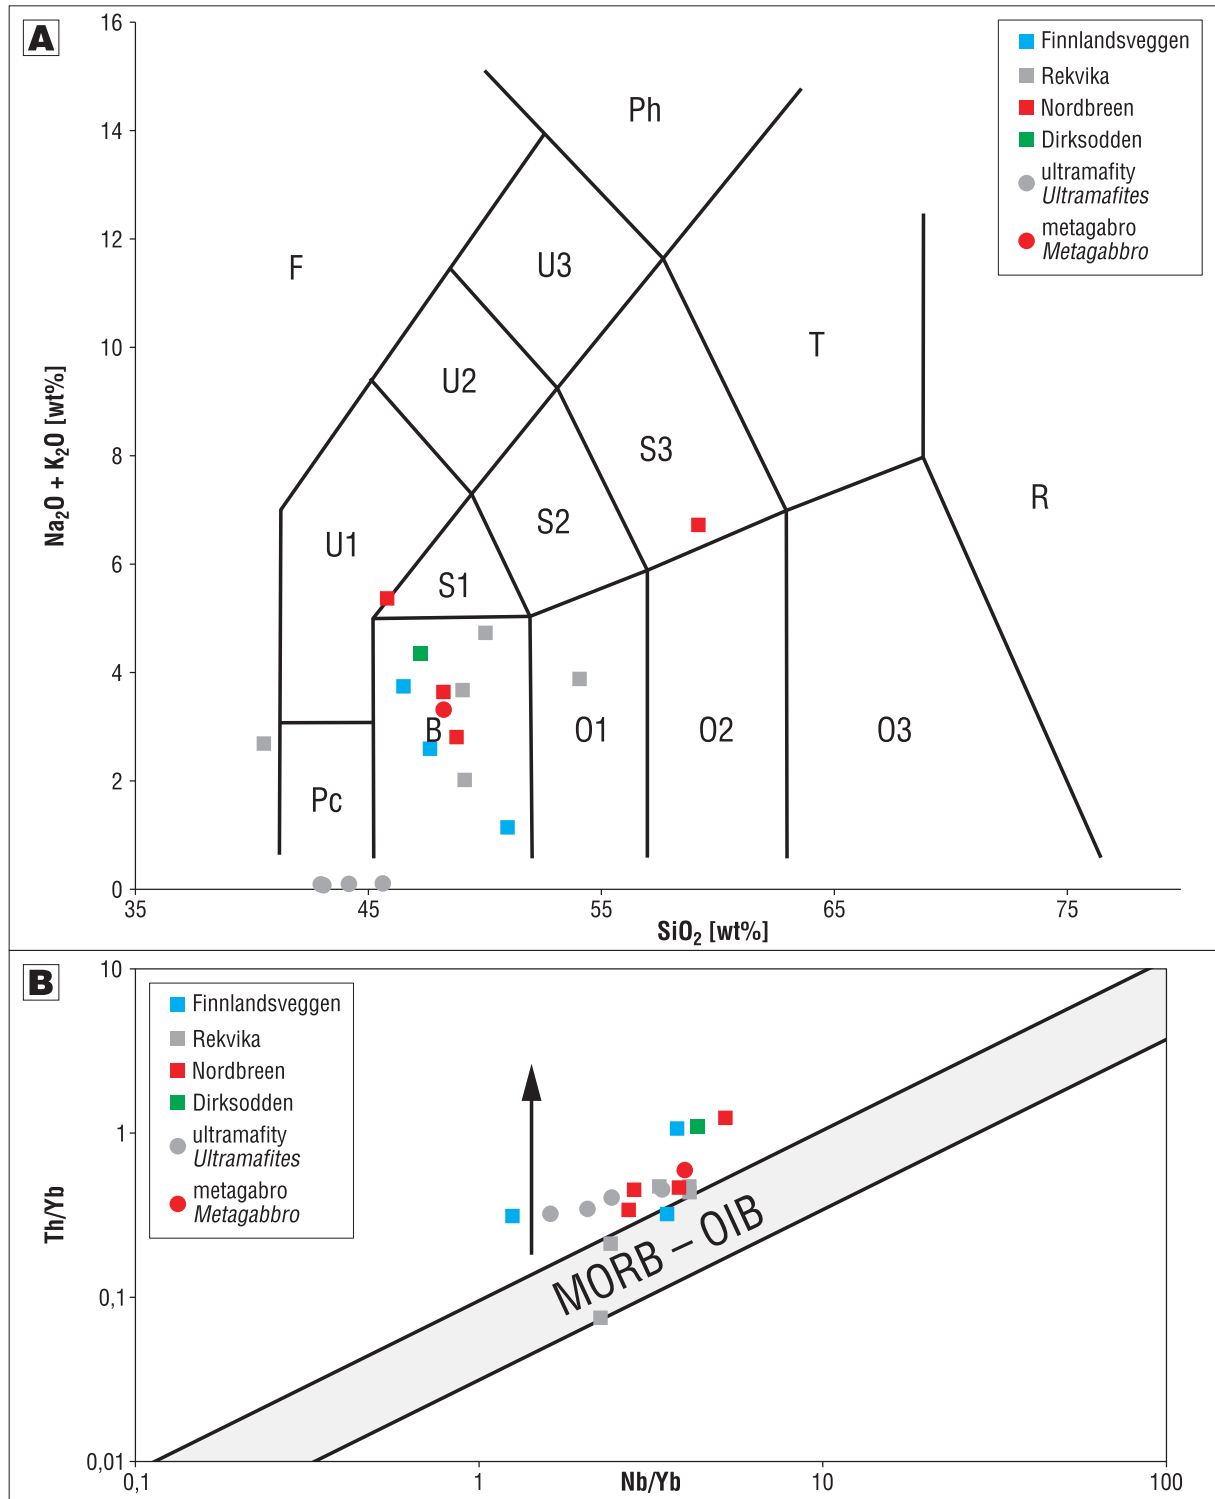 A
16
14
12
10
8
6
4
2
0
Na₂O + K₂O [wt%]
F
Ph
U3
U2
U1
S3
S2
S1
T
R
B
O1
O2
O3
Pc
Finnlandsveggen
Rekvika
Nordbreen
Dirksodden
ultramafity
Ultramafites
metagabro
Metagabbro
35
45
55
65
75
SiO₂ [wt%]
B
10
1
0,1
0,01
Th/Yb
Finnlandsveggen
Rekvika
Nordbreen
Dirksodden
ultramafity
Ultramafites
metagabro
Metagabbro
MORB – OIB
0,1
1
10
100
Nb/Yb